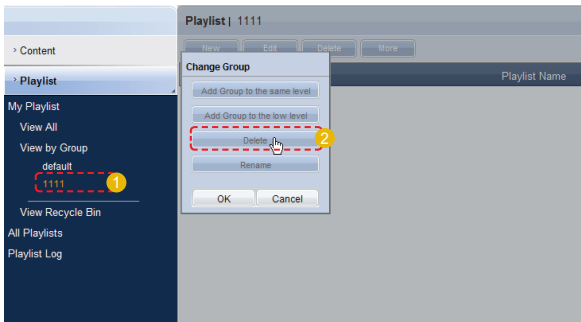 Playlist | 1111
New Edit Delete More
> Content
> Playlist
Playlist Name
My Playlist
View All
View by Group
default
1111 1
View Recycle Bin
All Playlists
Playlist Log
Change Group
Add Group to the same level
Add Group to the low level
Delete 2
Rename
OK Cancel